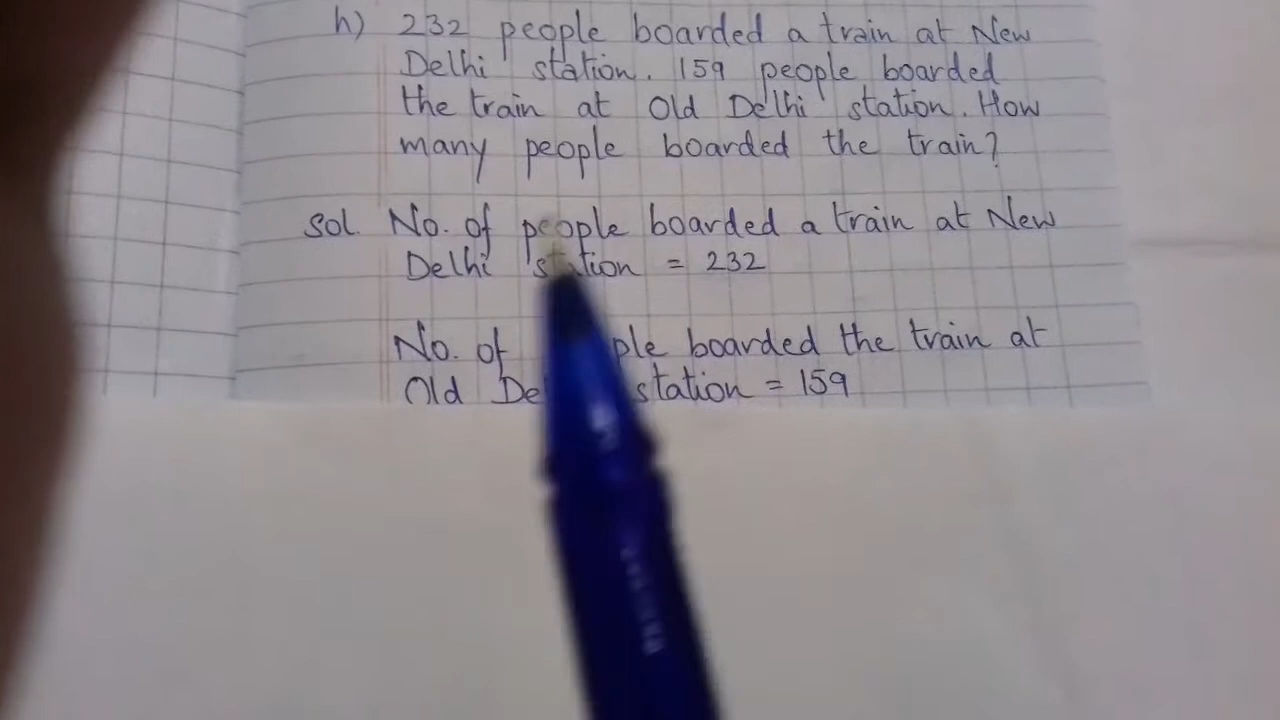 h) 232 people boarded a train at New
Delhi station. 159 people boarded
the train at Old Delhi station. How
many people boarded the train?
Sol. No. of people boarded a train at New
Delhi station = 232
No. of ple boarded the train at
Old De station = 159